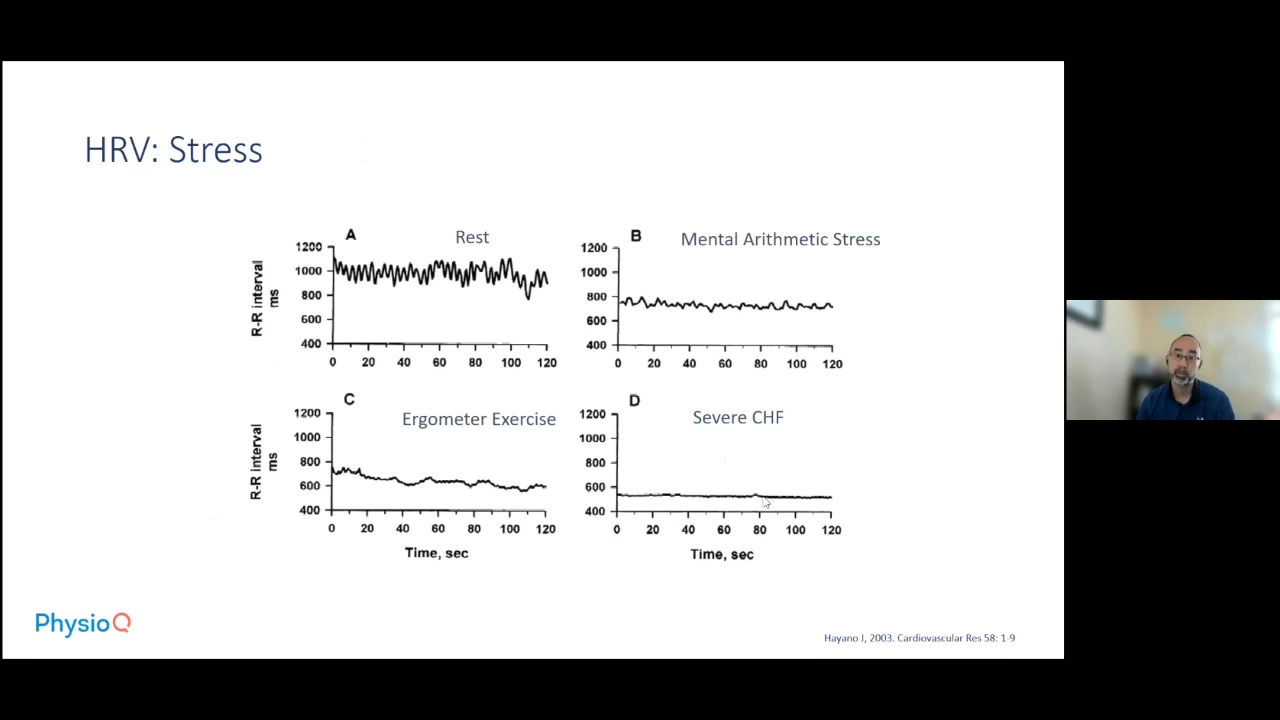 HRV: Stress
A
Rest
1200
1000
800
600
400
R-R interval
ms
0 20 40 60 80 100 120
B
Mental Arithmetic Stress
1200
1000
800
600
400
0 20 40 60 80 100 120
C
Ergometer Exercise
1200
1000
800
600
400
R-R interval
ms
0 20 40 60 80 100 120
Time, sec
D
Severe CHF
1200
1000
800
600
400
0 20 40 60 80 100 120
Time, sec
PhysioQ
Hayano J, 2003. Cardiovascular Res 58: 1-9